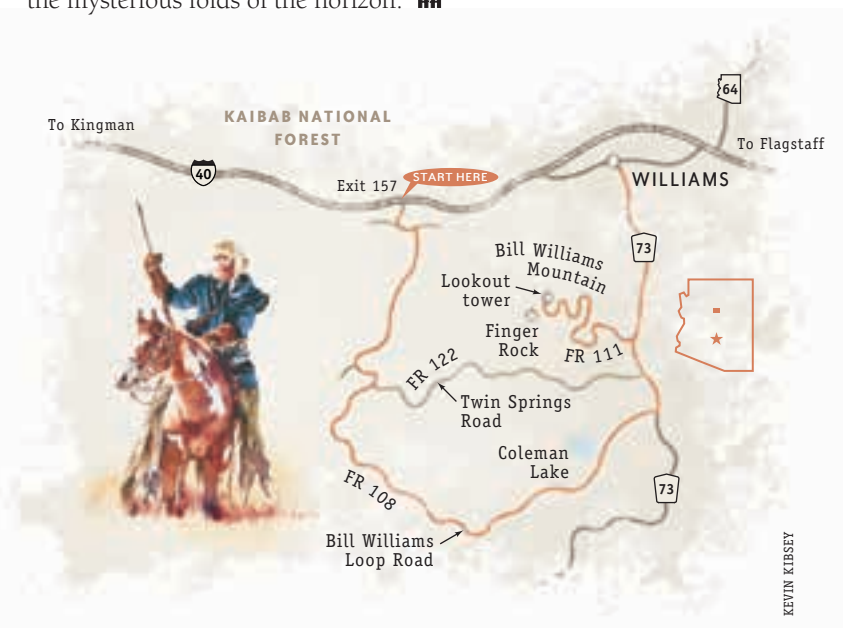 the mysterious folds of the horizon.
64
KAIBAB NATIONAL
FOREST
To Kingman
To Flagstaff
40
Exit 157
START HERE
WILLIAMS
73
Bill Williams
Mountain
Lookout
tower
Finger
Rock
FR 111
FR 122
Twin Springs
Road
Coleman
Lake
FR 108
73
Bill Williams
Loop Road
KEVIN KIBSEY